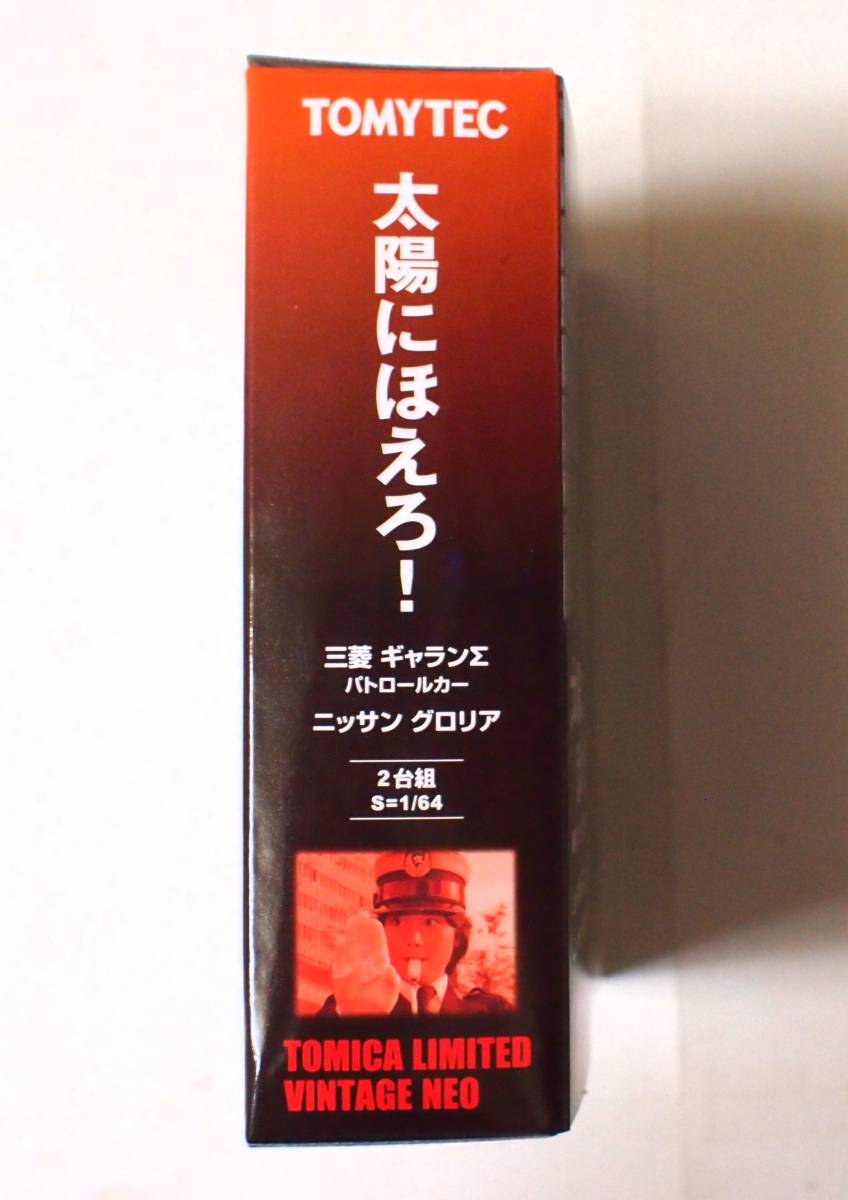 TOMYTEC
太陽にほえろ！
三菱 ギャランΣ
パトロールカー
ニッサン グロリア
2台組
S=1/64
TOMICA LIMITED
VINTAGE NEO